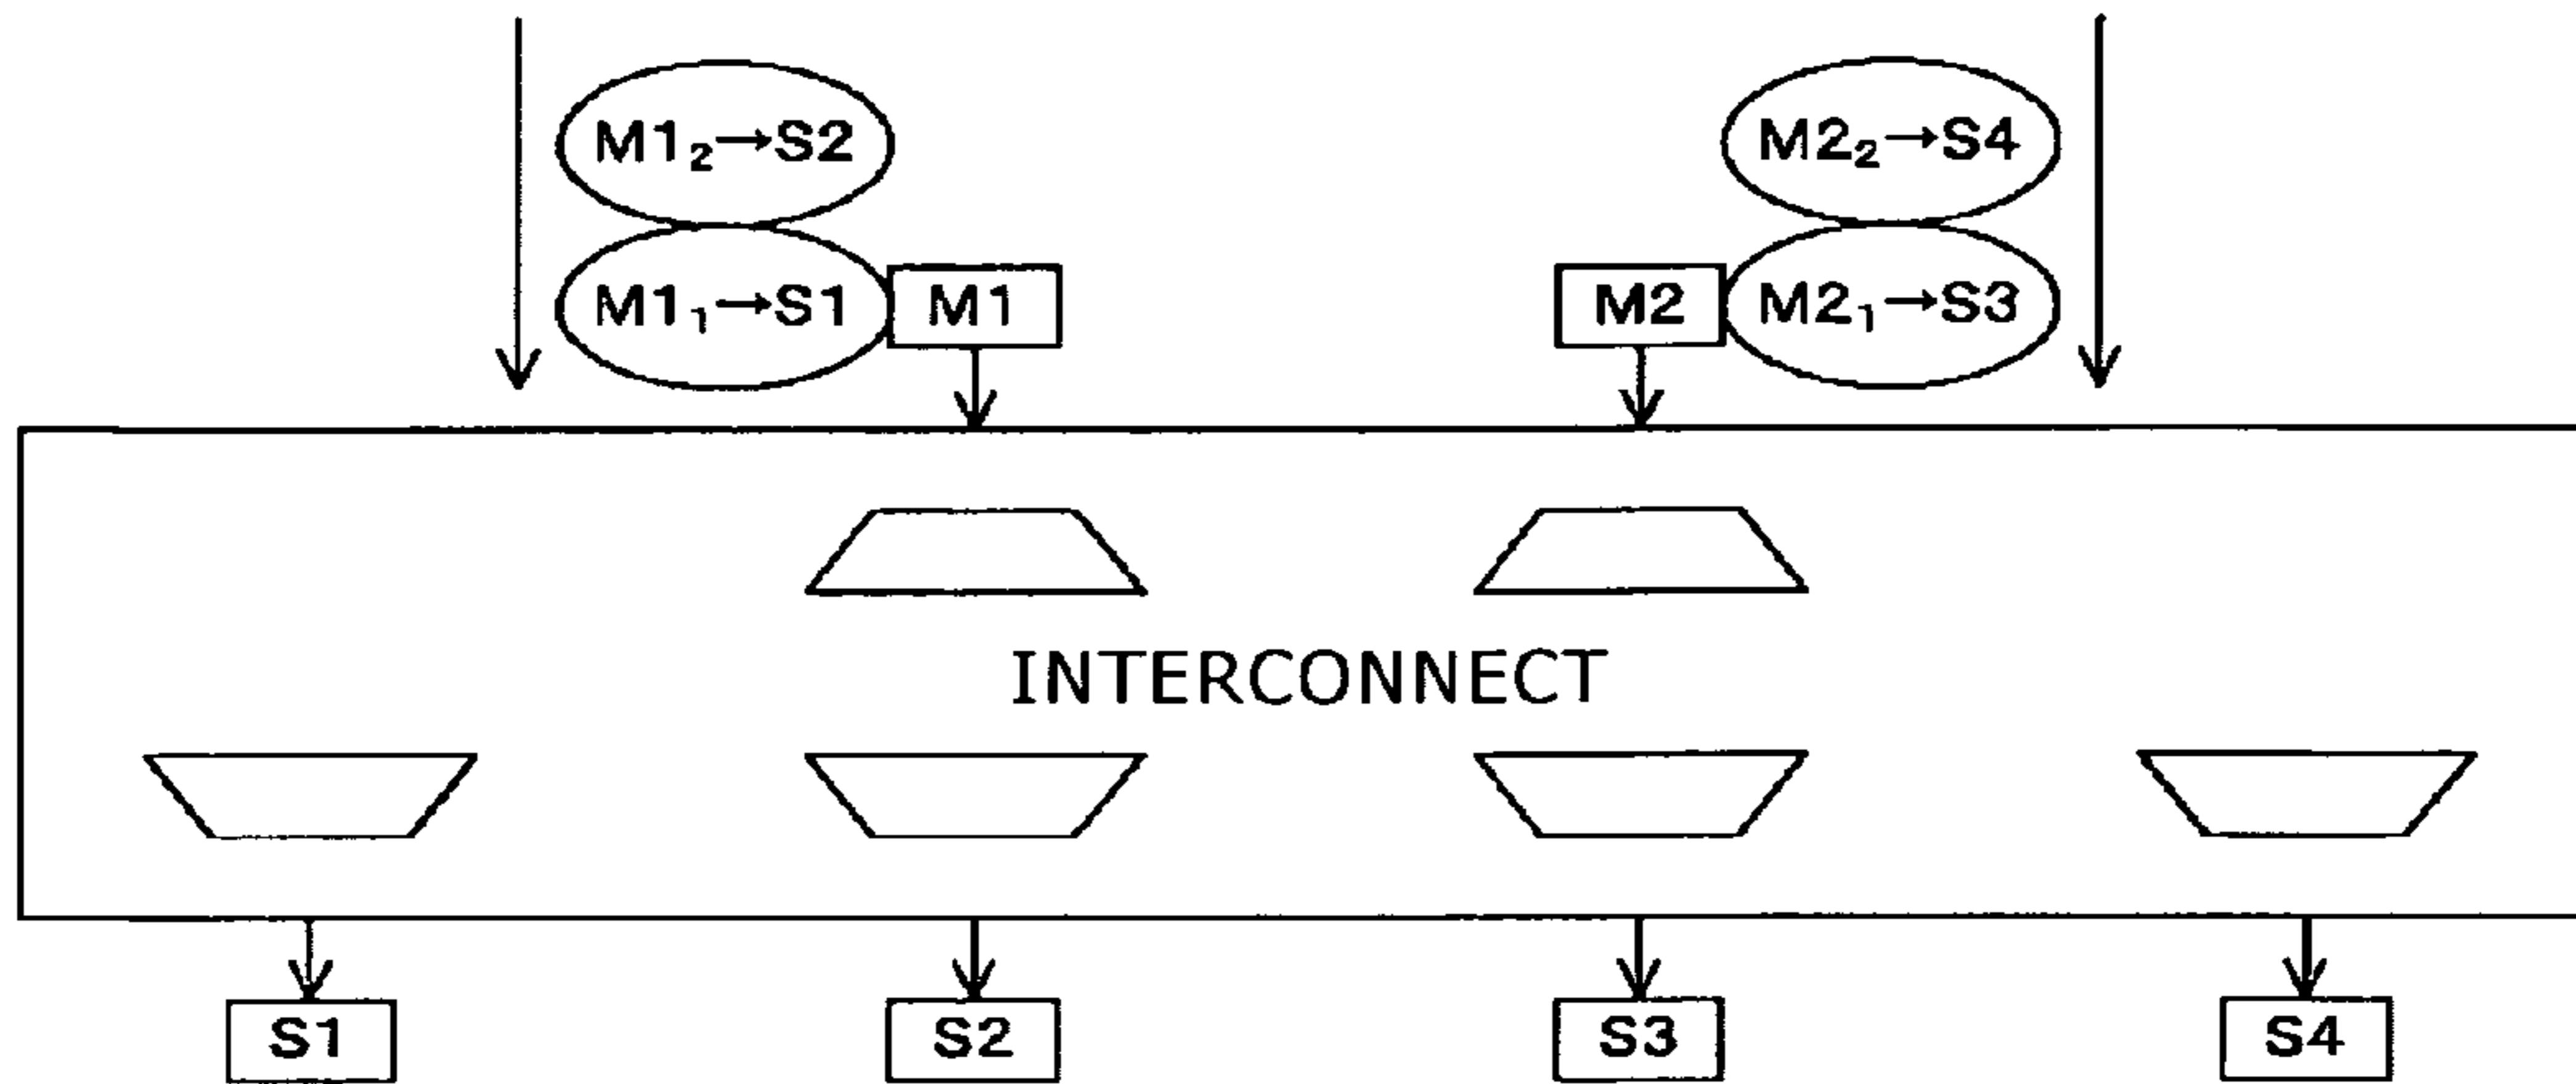 M1₂→S2
M2₂→S4
M1₁→S1
M1
M2
M2₁→S3
INTERCONNECT
S1
S2
S3
S4